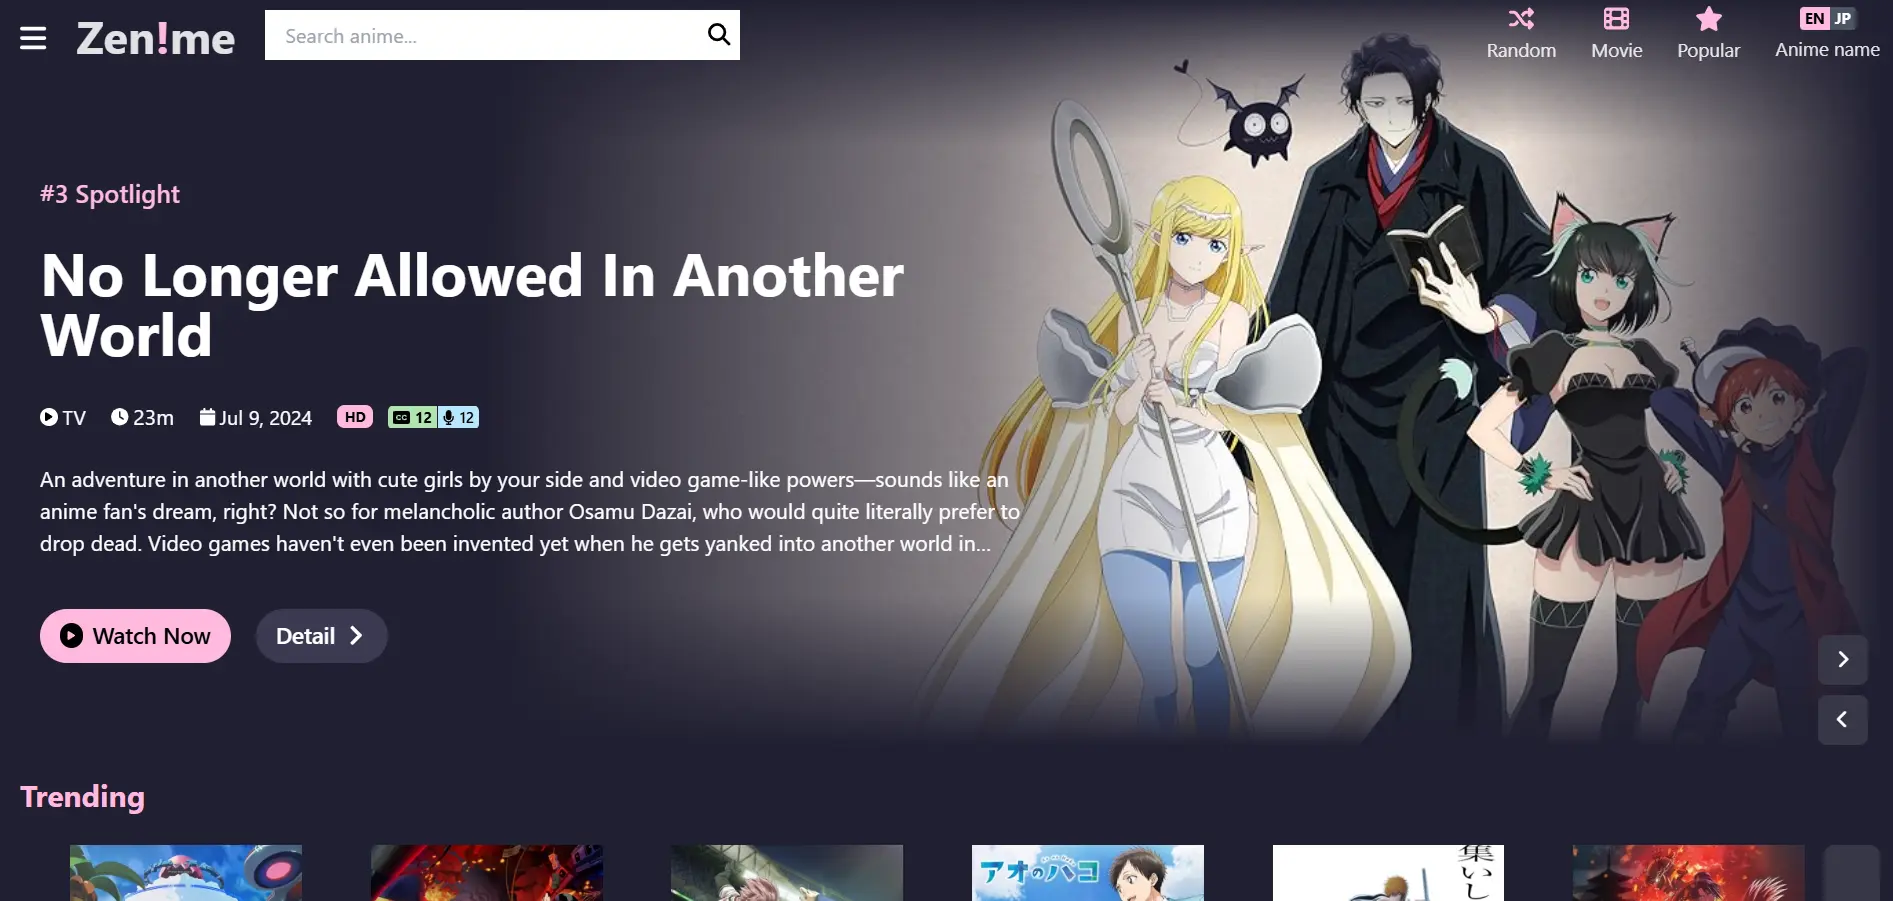 Zen!me
Search anime...
Random
Movie
Popular
EN JP
Anime name
#3 Spotlight
No Longer Allowed In Another
World
TV 23m Jul 9, 2024 HD CC 12 12
An adventure in another world with cute girls by your side and video game-like powers—sounds like an
anime fan's dream, right? Not so for melancholic author Osamu Dazai, who would quite literally prefer to
drop dead. Video games haven't even been invented yet when he gets yanked into another world in...
Watch Now
Detail
Trending
アオのハコ
集いし